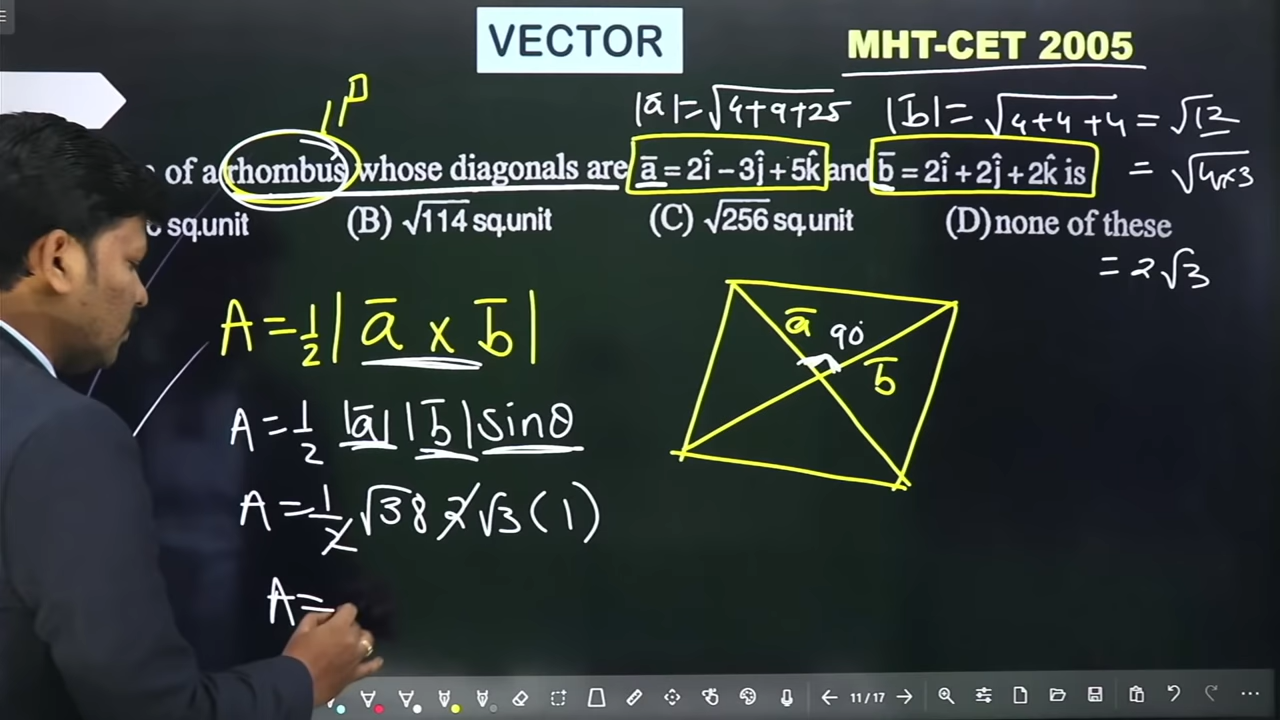 VECTOR
MHT-CET 2005
|a̅| = √4+9+25
|b̅| = √4+4+4 = √12
of a rhombus whose diagonals are a̅ = 2î − 3ĵ + 5k̂ and b̅ = 2î + 2ĵ + 2k̂ is
= √4×3
sq.unit (B) √114 sq.unit (C) √256 sq.unit (D) none of these
= 2√3
A = 1/2 | a̅ × b̅ |
a̅ 90° b̅
A = 1/2 |a̅| |b̅| sinθ
A = 1/2 √38 2√3 (1)
A =
11/17